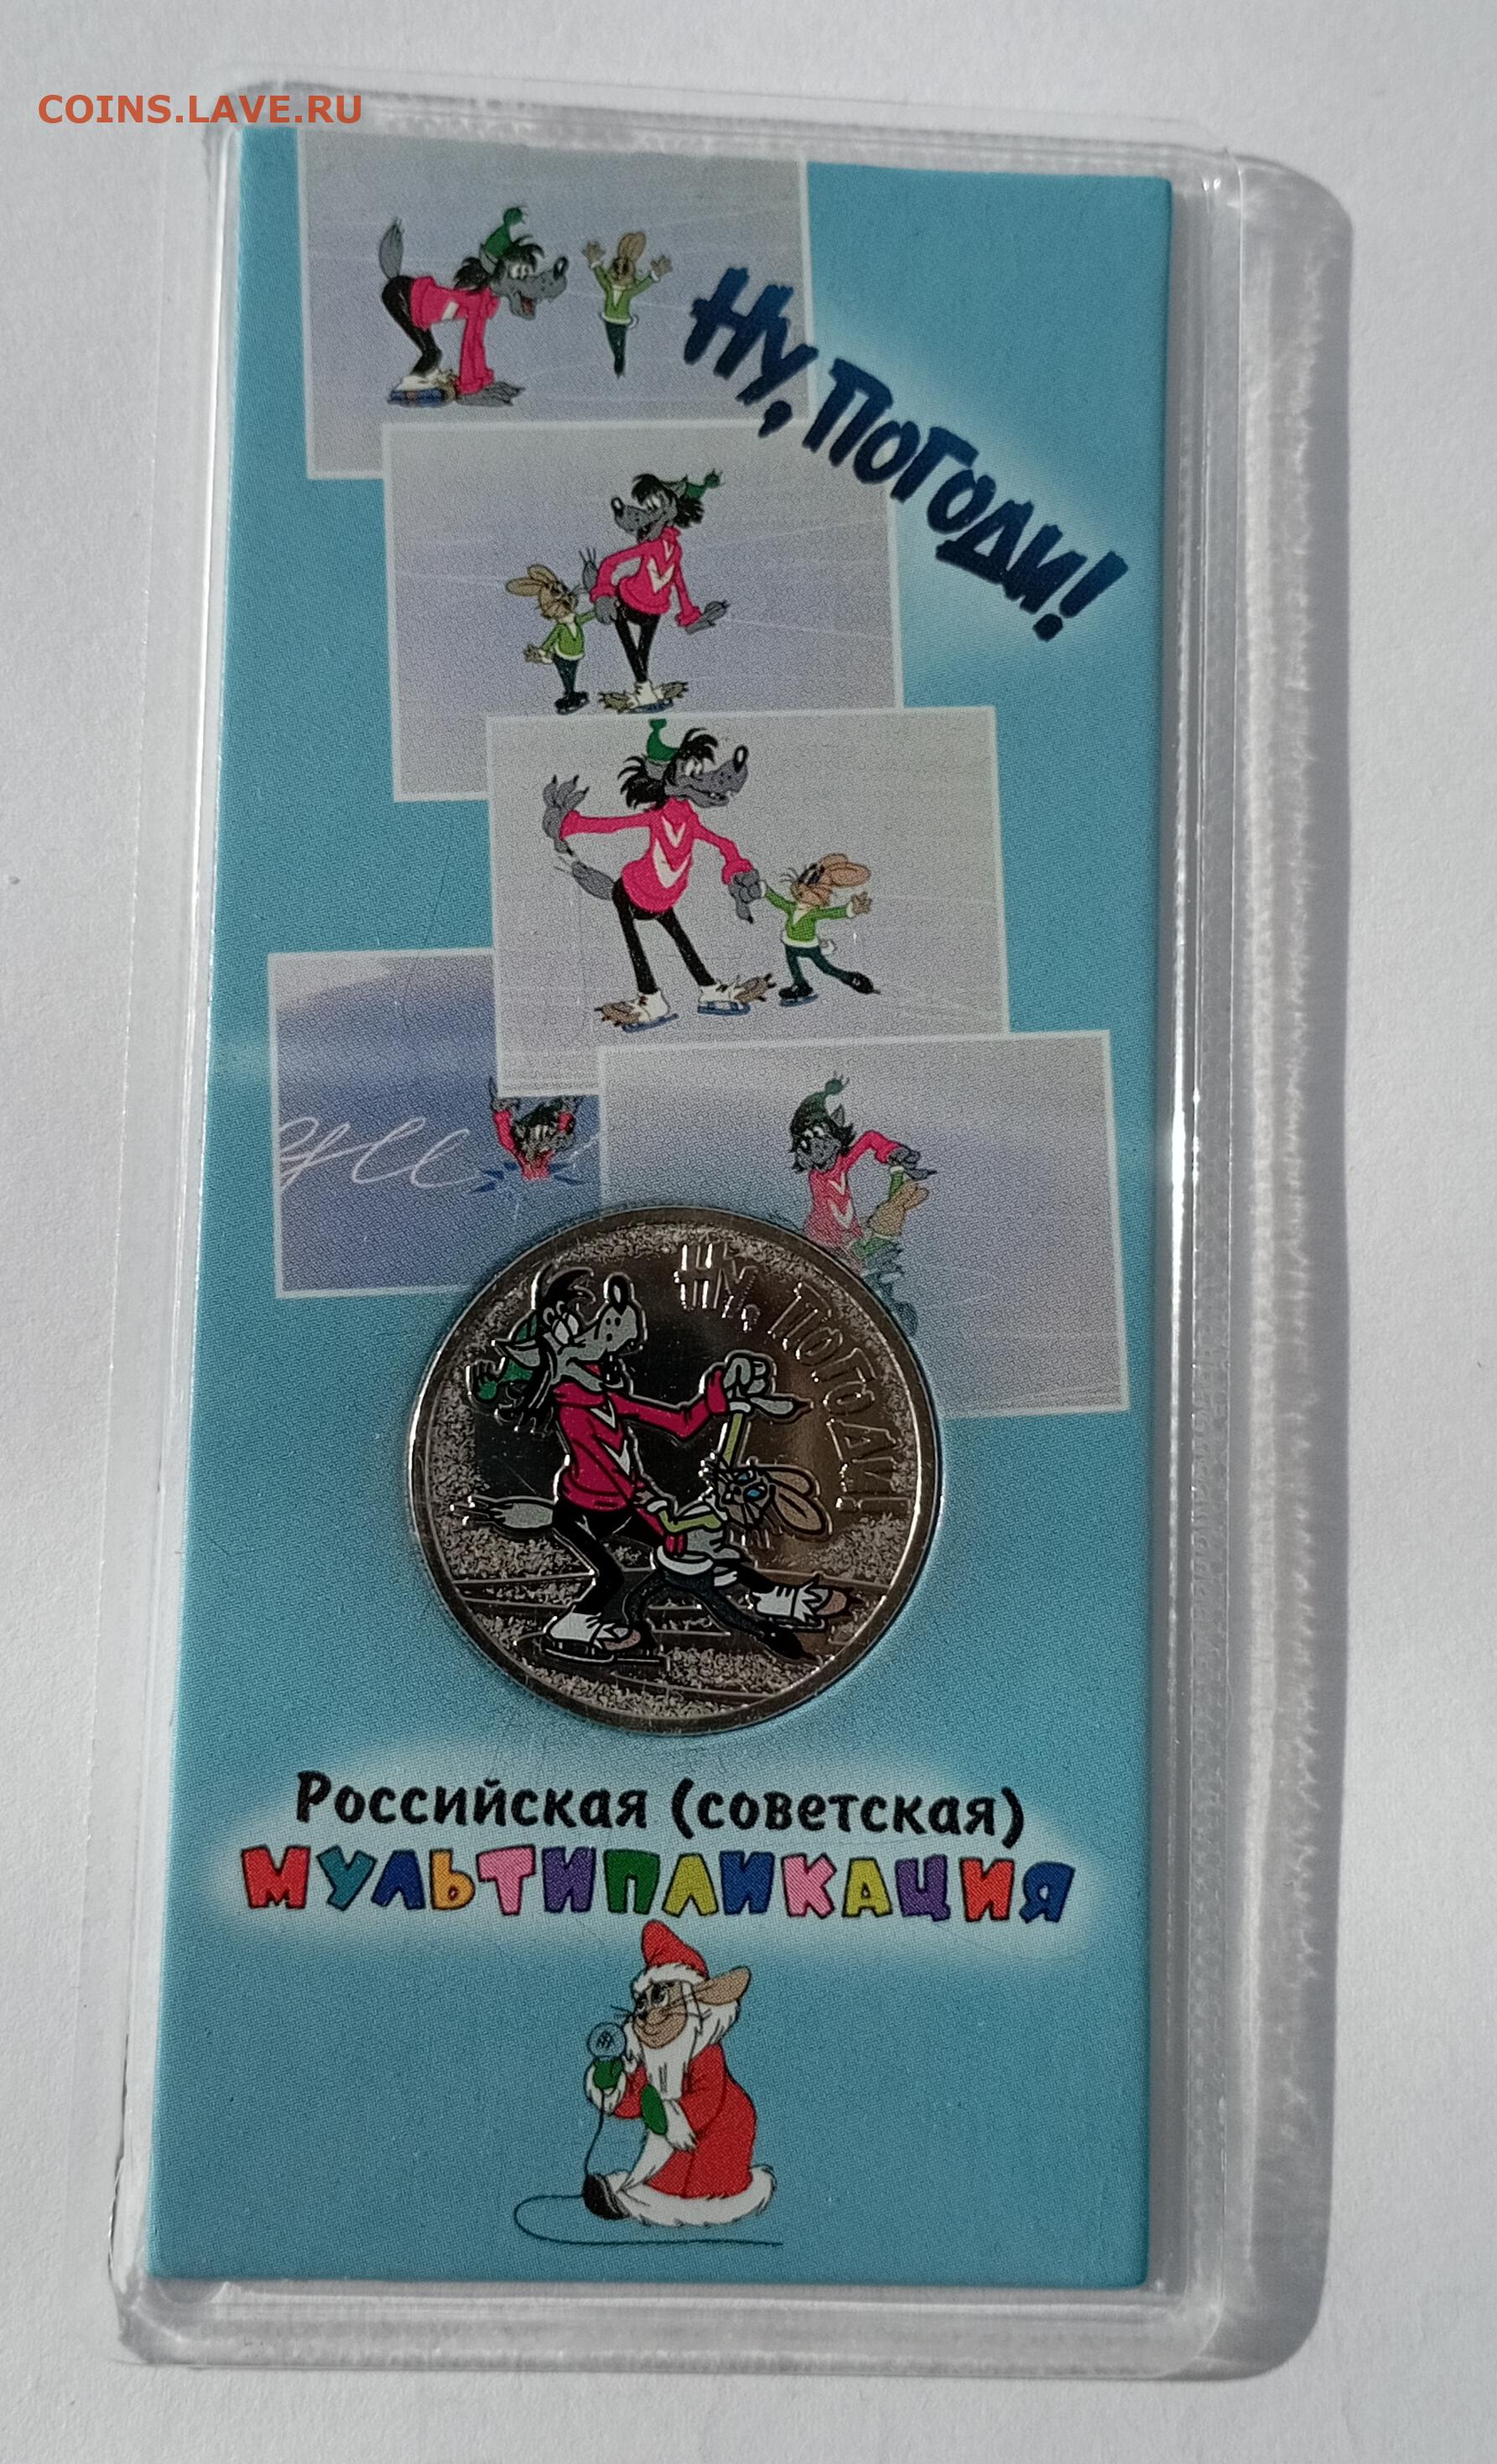 COINS.LAVE.RU
Ну, погоди!
Ну, погоди!
Российская (советская)
мультипликация